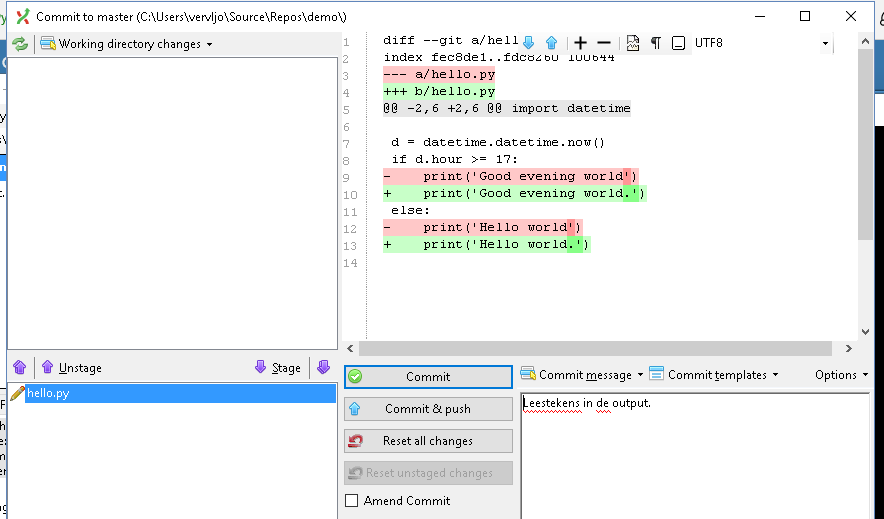 Commit to master (C:\Users\vervljo\Source\Repos\demo\)
Working directory changes
UTF8
1 diff --git a/hell
2 index fec8de1..fdc8260 100644
3 --- a/hello.py
4 +++ b/hello.py
5 @@ -2,6 +2,6 @@ import datetime
6
7 d = datetime.datetime.now()
8 if d.hour >= 17:
9 - print('Good evening world')
10 + print('Good evening world.')
11 else:
12 - print('Hello world')
13 + print('Hello world.')
14
Unstage
Stage
hello.py
Commit
Commit & push
Reset all changes
Reset unstaged changes
Amend Commit
Commit message
Commit templates
Options
Leestekens in de output.